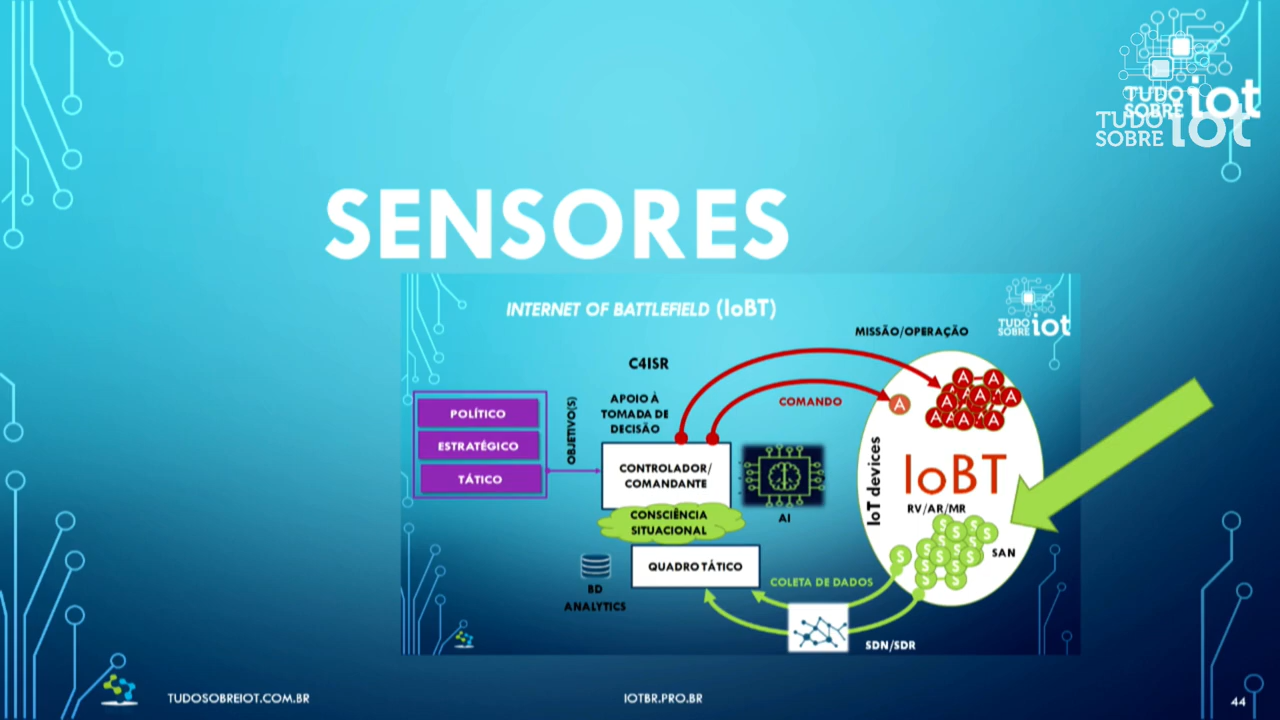 TUDO
SOBRE iot
TUDO
SOBRE iot
SENSORES
INTERNET OF BATTLEFIELD (IoBT)
TUDO
SOBRE iot
MISSÃO/OPERAÇÃO
C4ISR
APOIO À
TOMADA DE
DECISÃO
COMANDO
POLÍTICO
ESTRATÉGICO
TÁTICO
OBJETIVO(S)
CONTROLADOR/
COMANDANTE
AI
CONSCIÊNCIA
SITUACIONAL
QUADRO TÁTICO
BD
ANALYTICS
COLETA DE DADOS
SDN/SDR
IoT devices
A
A A
A A A A
A A A A
IoBT
RV/AR/MR
S
S S S
S S S
S S
SAN
TUDOSOBREIOT.COM.BR
IOTBR.PRO.BR
44